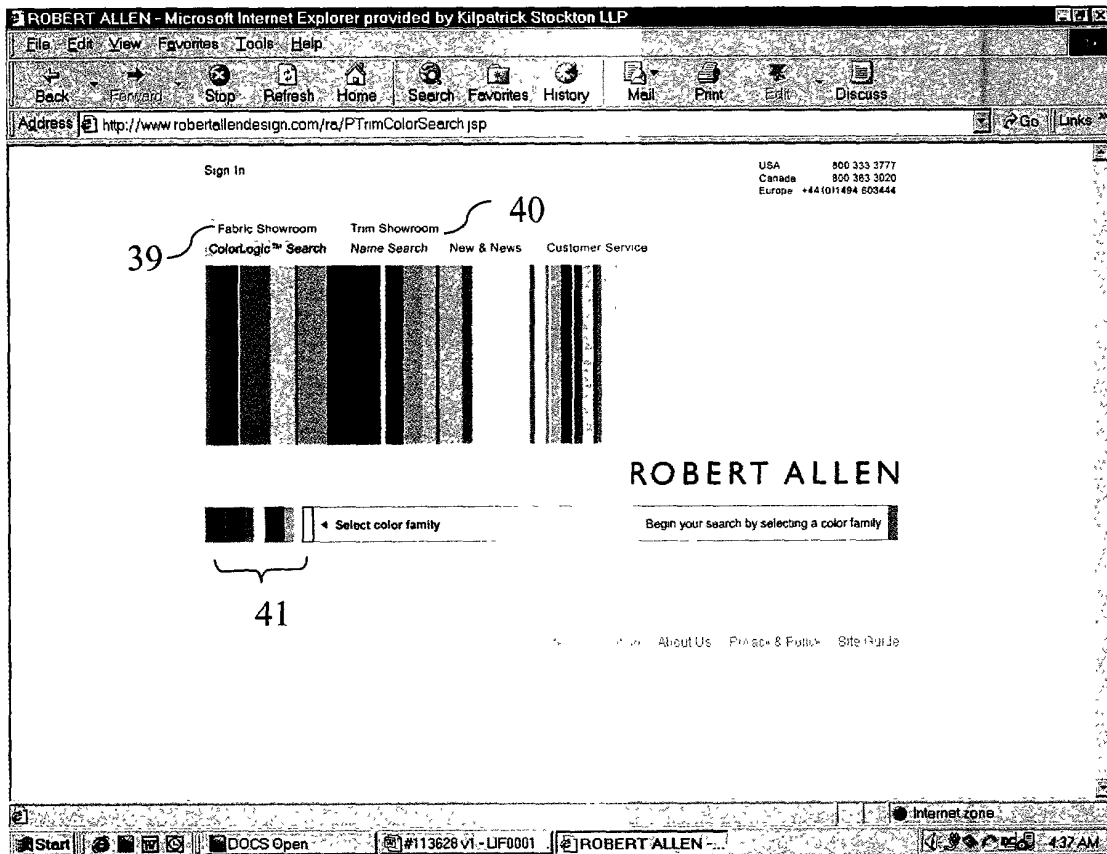 ROBERT ALLEN - Microsoft Internet Explorer provided by Kilpatrick Stockton LLP
File Edit View Favorites Tools Help
Back Forward Stop Refresh Home Search Favorites History Mail Print Edit Discuss
Address http://www.robertallendesign.com/ra/PTrimColorSearch.jsp Go Links »
Sign In
USA 800 333 3777
Canada 800 363 3020
Europe +44(0)1494 603444
39 Fabric Showroom Trim Showroom 40
ColorLogic™ Search Name Search New & News Customer Service
ROBERT ALLEN
Select color family Begin your search by selecting a color family
41
About Us Site Guide
Internet zone
Start DOCS Open #113628 v1 - LIF0001 ROBERT ALLEN -... 4:37 AM